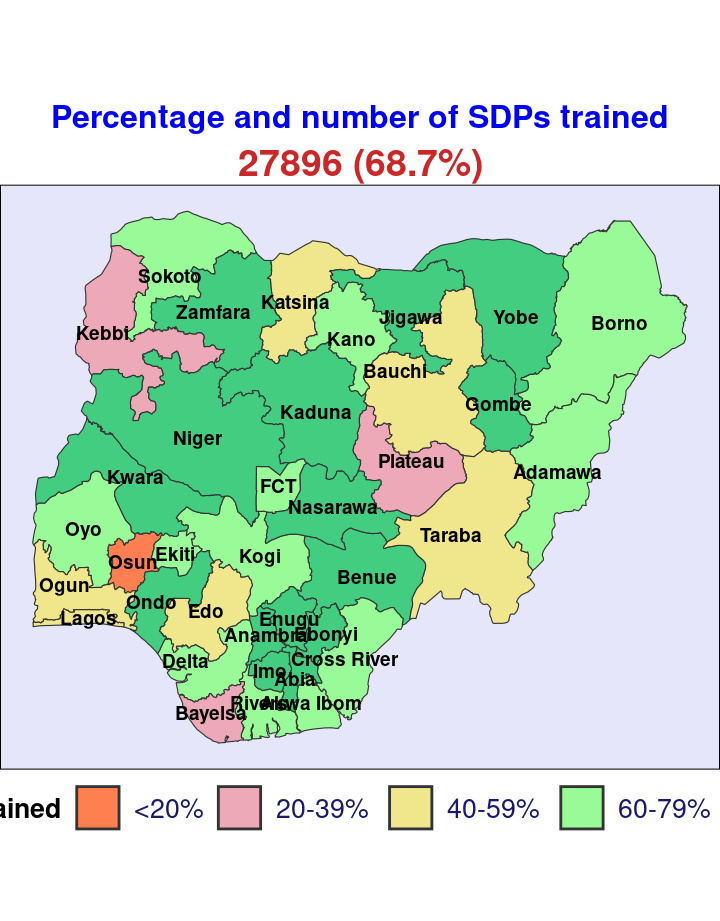 Percentage and number of SDPs trained
27896 (68.7%)
Sokoto
Zamfara
Katsina
Kebbi
Kano
Jigawa
Yobe
Borno
Bauchi
Gombe
Kaduna
Niger
Plateau
Adamawa
Kwara
FCT
Nasarawa
Oyo
Taraba
Osun
Ekiti
Kogi
Benue
Ogun
Ondo
Edo
Lagos
Enugu
Anambra
Ebonyi
Delta
Cross River
Imo
Abia
Rivers
Akwa Ibom
Bayelsa
ained <20% 20-39% 40-59% 60-79%